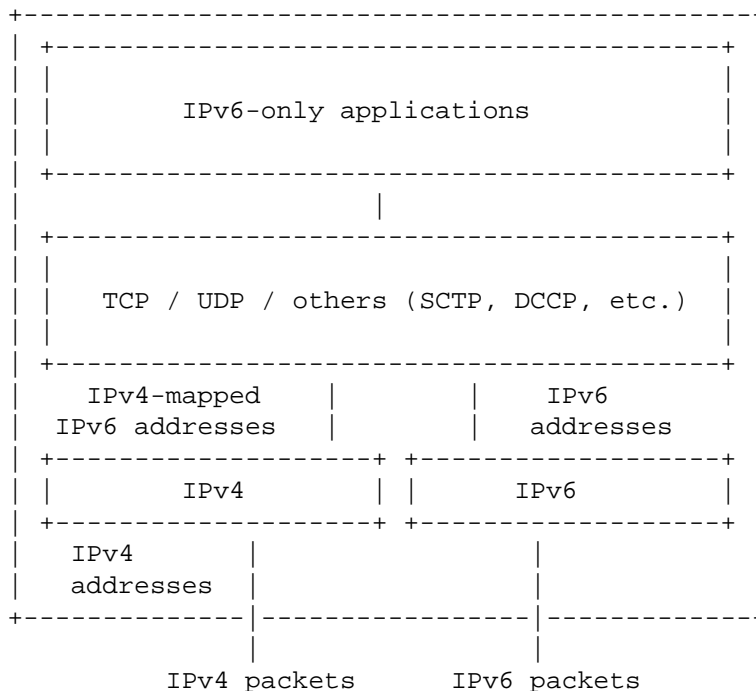 IPv6-only applications
TCP / UDP / others (SCTP, DCCP, etc.)
IPv4-mapped IPv6
IPv6 addresses addresses
IPv4 IPv6
IPv4
addresses
IPv4 packets IPv6 packets